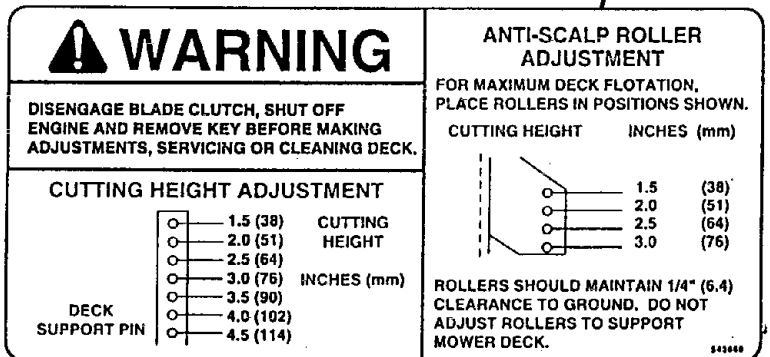 WARNING
DISENGAGE BLADE CLUTCH, SHUT OFF
ENGINE AND REMOVE KEY BEFORE MAKING
ADJUSTMENTS, SERVICING OR CLEANING DECK.
CUTTING HEIGHT ADJUSTMENT
1.5 (38) CUTTING
2.0 (51) HEIGHT
2.5 (64)
3.0 (76) INCHES (mm)
3.5 (90)
DECK 4.0 (102)
SUPPORT PIN 4.5 (114)
ANTI-SCALP ROLLER
ADJUSTMENT
FOR MAXIMUM DECK FLOTATION,
PLACE ROLLERS IN POSITIONS SHOWN.
CUTTING HEIGHT INCHES (mm)
1.5 (38)
2.0 (51)
2.5 (64)
3.0 (76)
ROLLERS SHOULD MAINTAIN 1/4" (6.4)
CLEARANCE TO GROUND. DO NOT
ADJUST ROLLERS TO SUPPORT
MOWER DECK.